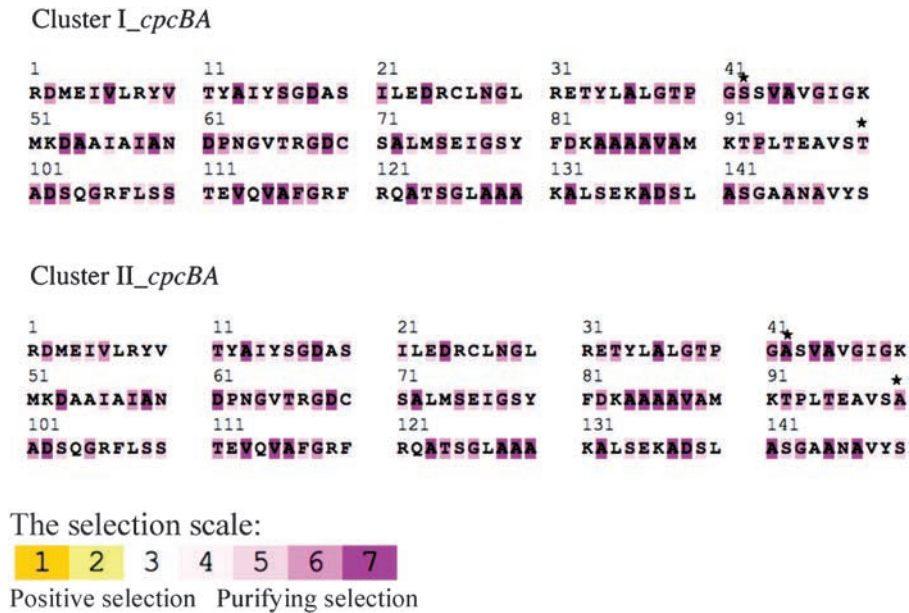 Cluster I_cpcBA
1 11 21 31 41
RDMEIVLRYV TYAIYSGDAS ILEDRCLNGL RETYLALGTP GSSVAVGIGK
51 61 71 81 91
MKDAAIAIAN DPNGVTRGDC SALMSEIGSY FDKAAAAVAM KTPLTEAVST
101 111 121 131 141
ADSQGRFLSS TEVQVAFGRF RQATSGLAAA KALSEKADSL ASGAANAVYS
Cluster II_cpcBA
1 11 21 31 41
RDMEIVLRYV TYAIYSGDAS ILEDRCLNGL RETYLALGTP GASVAVGIGK
51 61 71 81 91
MKDAAIAIAN DPNGVTRGDC SALMSEIGSY FDKAAAAVAM KTPLTEAVSA
101 111 121 131 141
ADSQGRFLSS TEVQVAFGRF RQATSGLAAA KALSEKADSL ASGAANAVYS
The selection scale:
1 2 3 4 5 6 7
Positive selection Purifying selection